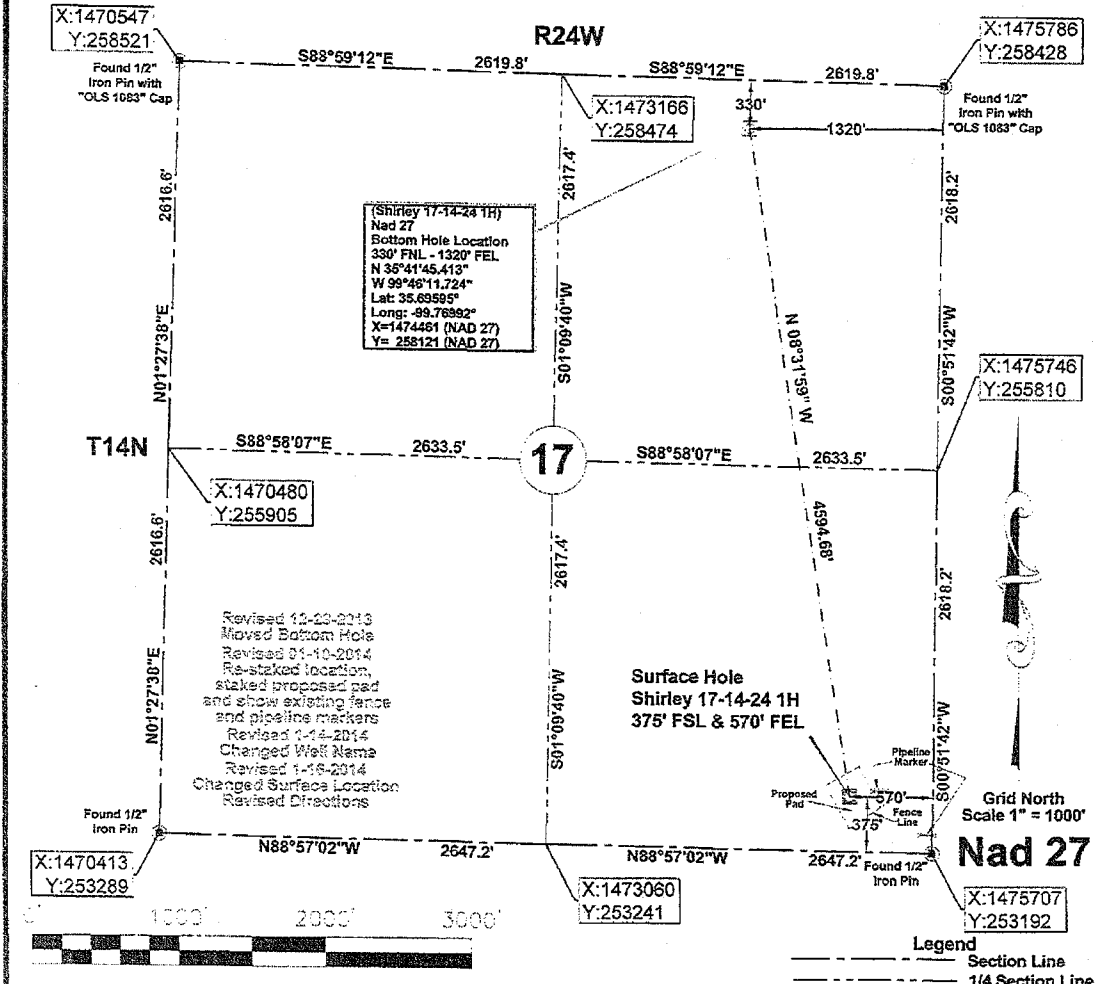 X:1470547
Y:258521
R24W
X:1475786
Y:258428
S88°59'12"E
2619.8'
S88°59'12"E
2619.8'
Found 1/2"
Iron Pin with
"OLS 1083" Cap
X:1473166
Y:258474
330'
1320'
Found 1/2"
Iron Pin with
"OLS 1083" Cap
2616.6'
2617.4'
2618.2'
(Shirley 17-14-24 1H)
Nad 27
Bottom Hole Location
330' FNL - 1320' FEL
N 35°41'45.413"
W 99°46'11.724"
Lat: 35.69595°
Long: -99.76992°
X=1474461 (NAD 27)
Y= 258121 (NAD 27)
N01°27'38"E
S01°09'40"W
N 08°31'59" W
S00°51'42"W
X:1475746
Y:255810
T14N
S88°58'07"E
2633.5'
17
S88°58'07"E
2633.5'
X:1470480
Y:255905
2616.6'
2617.4'
4594.68'
2618.2'
Revised 12-23-2013
Moved Bottom Hole
Revised 01-10-2014
Re-staked location,
staked proposed pad
and show existing fence
and pipeline markers
Revised 1-14-2014
Changed Well Name
Revised 1-16-2014
Changed Surface Location
Revised Directions
N01°27'38"E
S01°09'40"W
Surface Hole
Shirley 17-14-24 1H
375' FSL & 570' FEL
S00°51'42"W
Pipeline
Marker
Proposed
Pad
570'
Fence
Line
375'
Grid North
Scale 1" = 1000'
Nad 27
Found 1/2"
Iron Pin
N88°57'02"W
2647.2'
N88°57'02"W
2647.2'
Found 1/2"
Iron Pin
X:1470413
Y:253289
X:1473060
Y:253241
X:1475707
Y:253192
0'
1000'
2000'
3000'
Legend
Section Line
1/4 Section Line